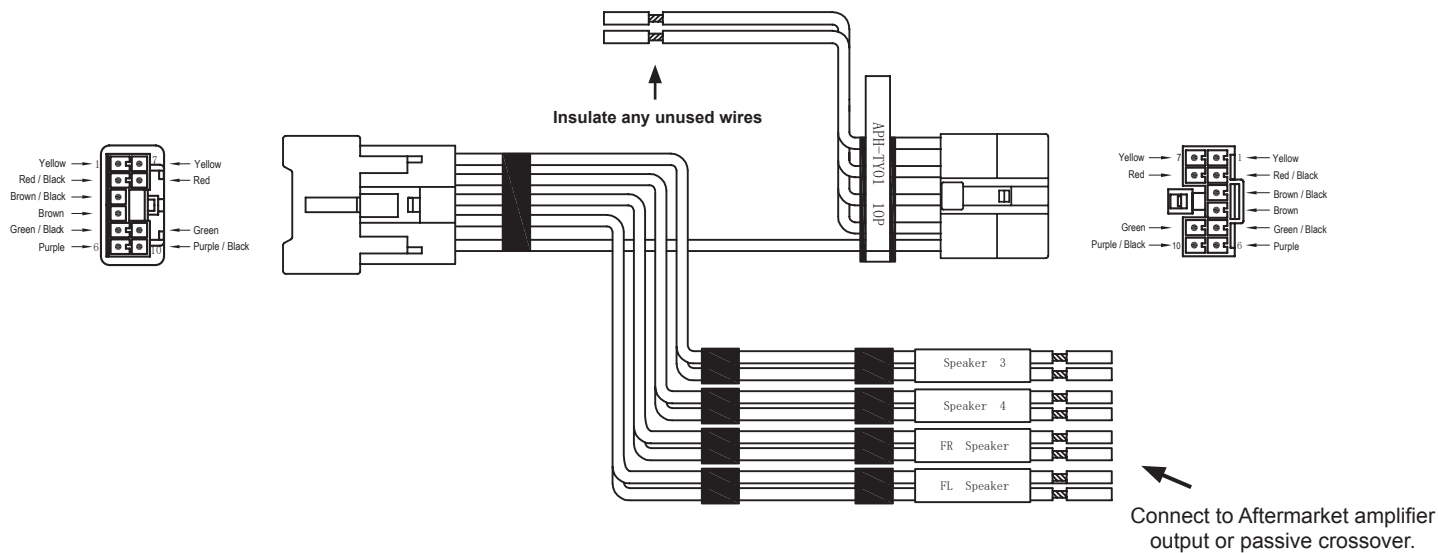 Insulate any unused wires
Yellow
1
7
Yellow
Red / Black
Red
Brown / Black
Brown
Green / Black
Green
Purple
6
10
Purple / Black
APH-TY01 10P
Yellow
7
1
Yellow
Red
Red / Black
Brown / Black
Brown
Green
Green / Black
Purple / Black
10
6
Purple
Speaker 3
Speaker 4
FR Speaker
FL Speaker
Connect to Aftermarket amplifier
output or passive crossover.